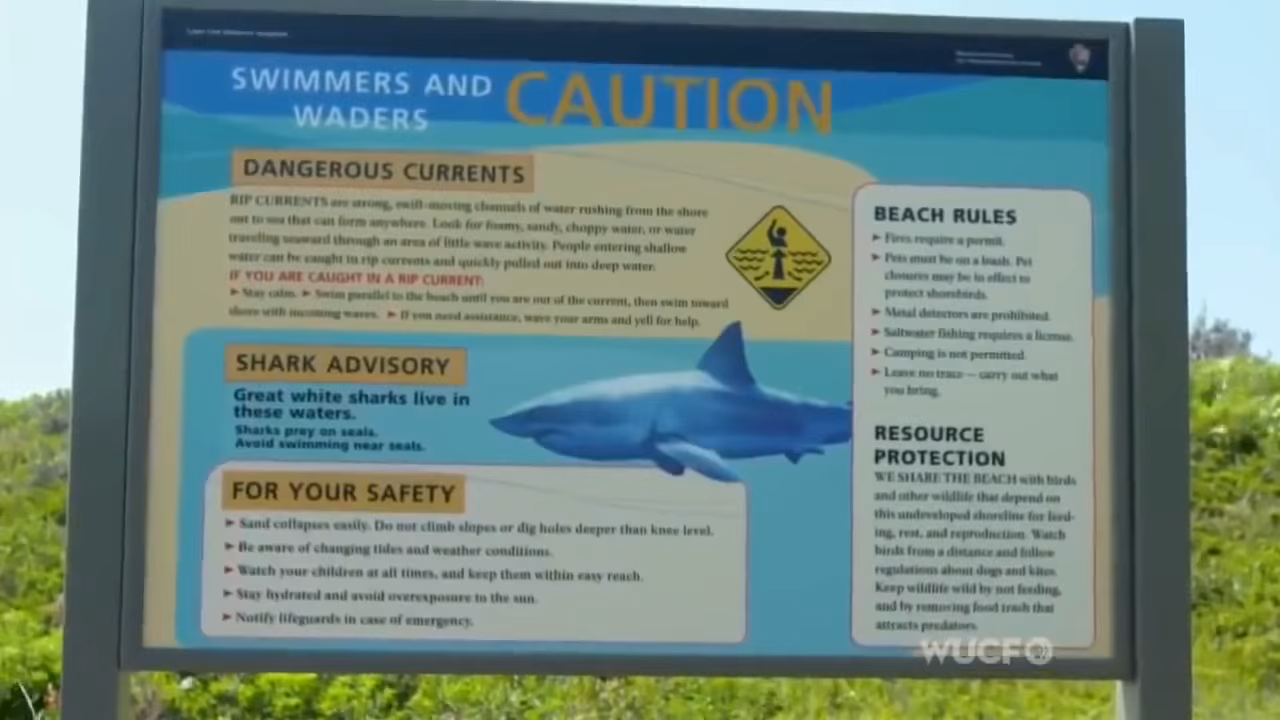 SWIMMERS AND
WADERS
CAUTION
DANGEROUS CURRENTS
RIP CURRENTS are strong, swift-moving channels of water rushing from the shore
out to sea that can form anywhere. Look for foamy, sandy, choppy water, or water
traveling seaward through an area of little wave activity. People entering shallow
water can be caught in rip currents and quickly pulled out into deep water.
IF YOU ARE CAUGHT IN A RIP CURRENT:
► Stay calm. ► Swim parallel to the beach until you are out of the current, then swim toward
shore with incoming waves. ► If you need assistance, wave your arms and yell for help.
SHARK ADVISORY
Great white sharks live in
these waters.
Sharks prey on seals.
Avoid swimming near seals.
FOR YOUR SAFETY
► Sand collapses easily. Do not climb slopes or dig holes deeper than knee level.
► Be aware of changing tides and weather conditions.
► Watch your children at all times, and keep them within easy reach.
► Stay hydrated and avoid overexposure to the sun.
► Notify lifeguards in case of emergency.
BEACH RULES
► Fires require a permit.
► Pets must be on a leash. Pet
closures may be in effect to
protect shorebirds.
► Metal detectors are prohibited.
► Saltwater fishing requires a license.
► Camping is not permitted.
► Leave no trace — carry out what
you bring.
RESOURCE
PROTECTION
WE SHARE THE BEACH with birds
and other wildlife that depend on
this undeveloped shoreline for feed-
ing, rest, and reproduction. Watch
birds from a distance and follow
regulations about dogs and kites.
Keep wildlife wild by not feeding,
and by removing food trash that
attracts predators.
WUCF